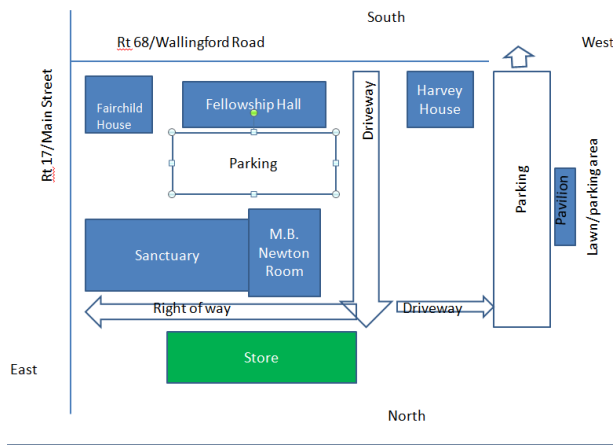 South
Rt 68/Wallingford Road
West
Rt 17/Main Street
Fairchild
House
Fellowship Hall
Driveway
Harvey
House
Parking
Parking
Pavilion
Lawn/parking area
Sanctuary
M.B.
Newton
Room
Right of way
Driveway
Store
East
North